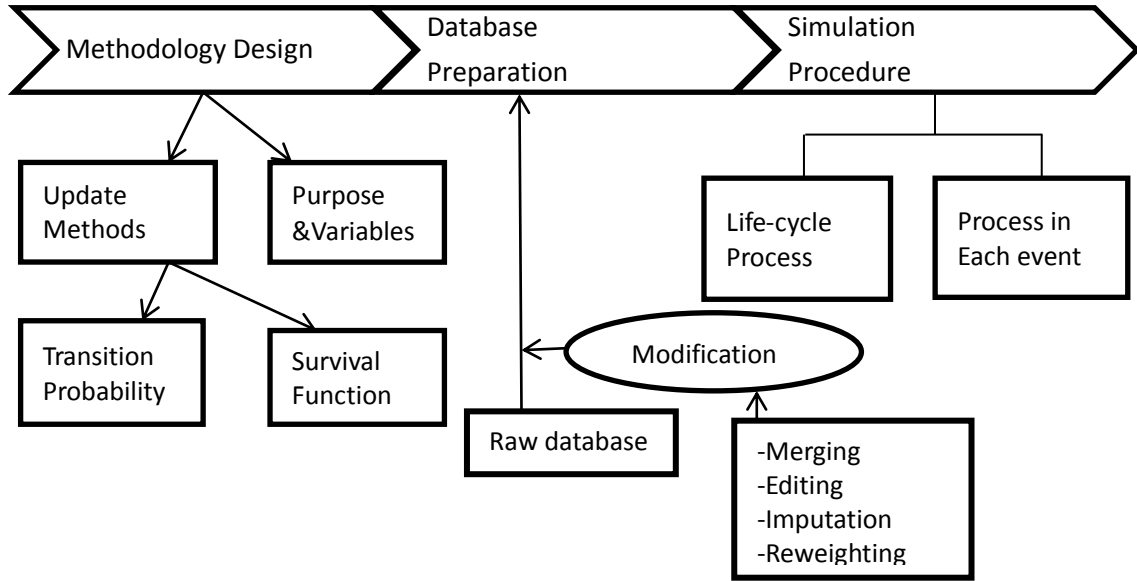 Methodology Design
Database
Preparation
Simulation
Procedure
Update
Methods
Purpose
&Variables
Life-cycle
Process
Process in
Each event
Transition
Probability
Survival
Function
Modification
Raw database
-Merging
-Editing
-Imputation
-Reweighting